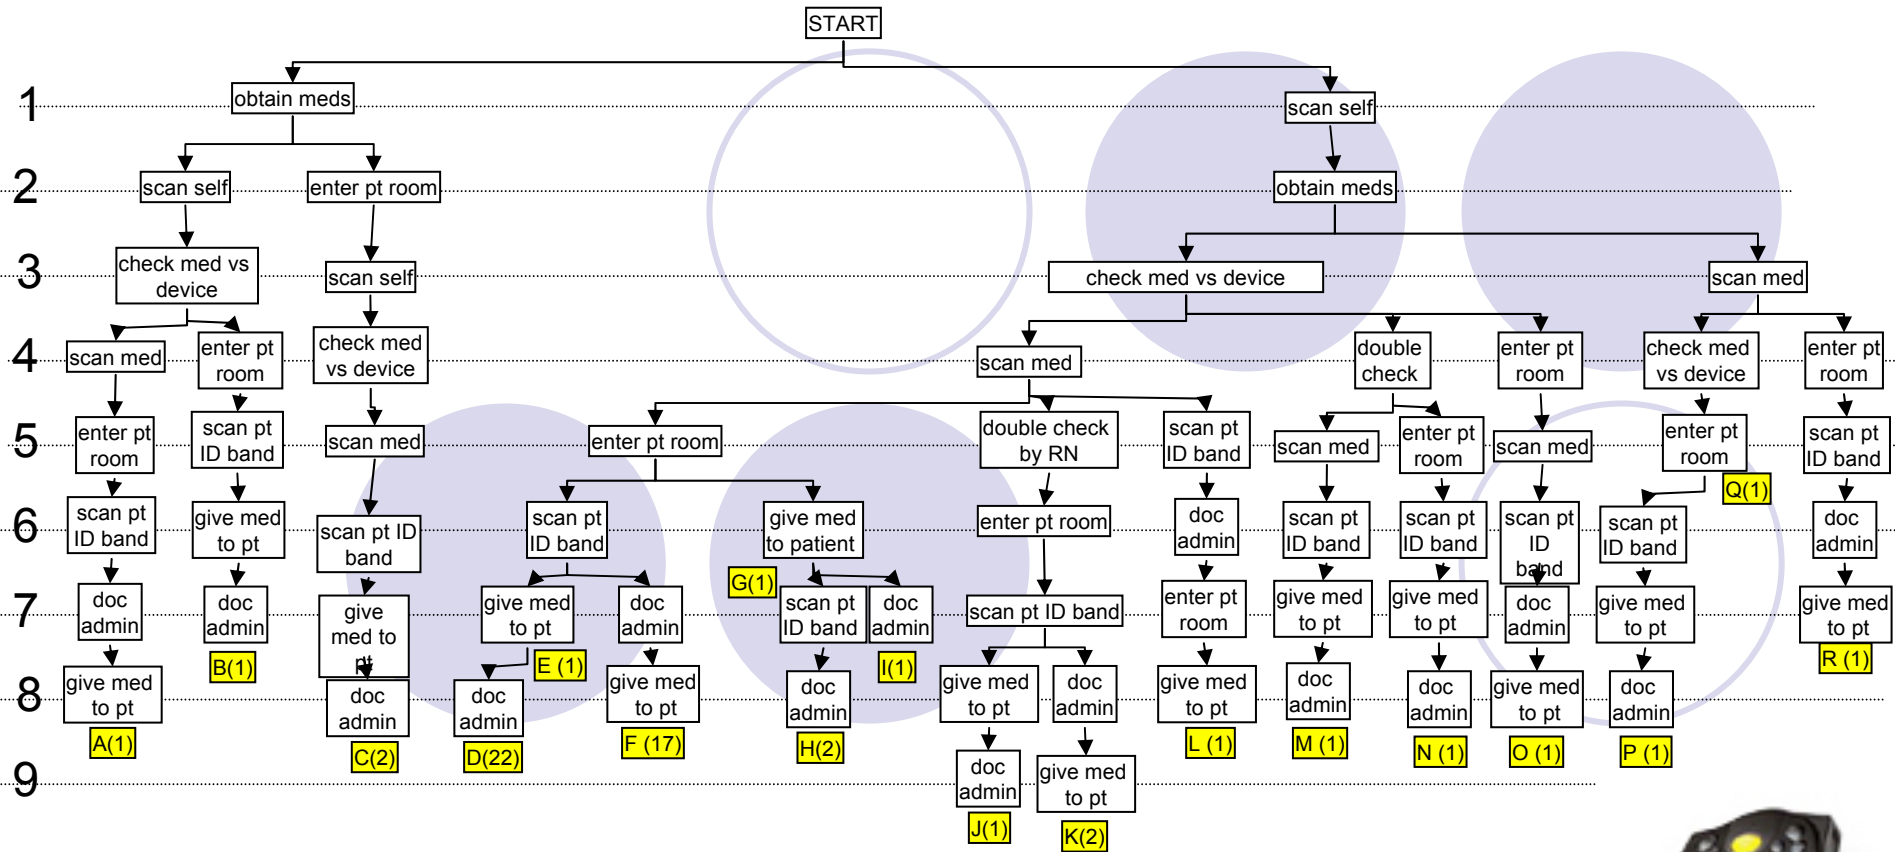 START
1
obtain meds
scan self
2
scan self
enter pt room
obtain meds
3
check med vs
device
scan self
check med vs device
scan med
4
scan med
enter pt
room
check med
vs device
scan med
double
check
enter pt
room
check med
vs device
enter pt
room
5
enter pt
room
scan pt
ID band
scan med
enter pt room
double check
by RN
scan pt
ID band
scan med
enter pt
room
scan med
enter pt
room
scan pt
ID band
Q(1)
6
scan pt
ID band
give med
to pt
scan pt ID
band
scan pt
ID band
give med
to patient
enter pt room
doc
admin
scan pt
ID band
scan pt
ID band
scan pt
ID
band
scan pt
ID band
doc
admin
G(1)
7
doc
admin
doc
admin
give
med to
pt
give med
to pt
doc
admin
scan pt
ID band
doc
admin
scan pt ID band
enter pt
room
give med
to pt
give med
to pt
doc
admin
give med
to pt
give med
to pt
B(1)
E (1)
I(1)
R (1)
8
give med
to pt
doc
admin
doc
admin
give med
to pt
doc
admin
give med
to pt
doc
admin
give med
to pt
doc
admin
doc
admin
give med
to pt
doc
admin
A(1)
C(2)
D(22)
F (17)
H(2)
L (1)
M (1)
N (1)
O (1)
P (1)
9
doc
admin
give med
to pt
J(1)
K(2)